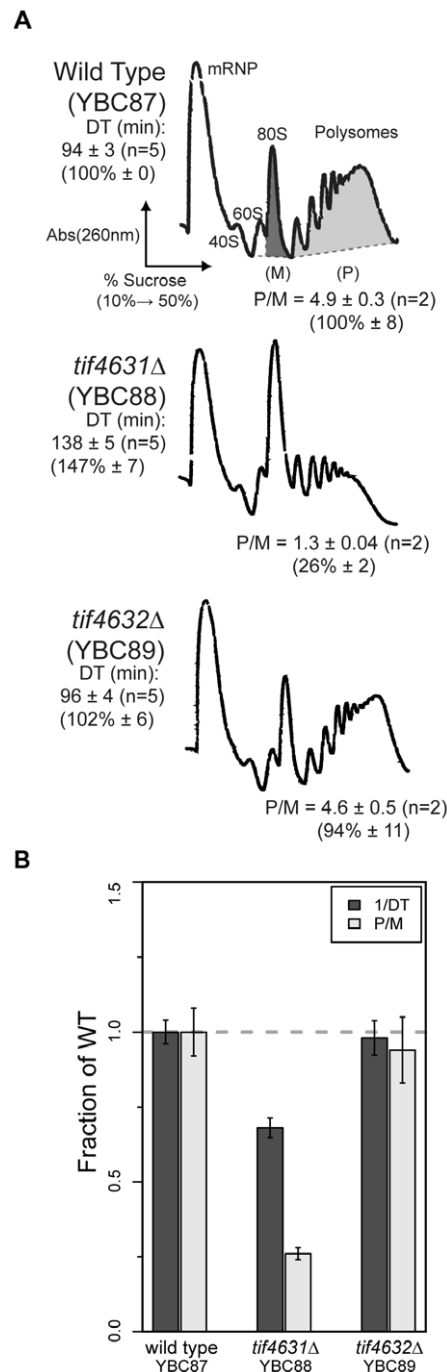 A
Wild Type
(YBC87)
DT (min):
94 ± 3 (n=5)
(100% ± 0)
mRNP
80S
Polysomes
60S
40S
Abs(260nm)
% Sucrose
(10%→ 50%)
(M)
(P)
P/M = 4.9 ± 0.3 (n=2)
(100% ± 8)
tif4631Δ
(YBC88)
DT (min):
138 ± 5 (n=5)
(147% ± 7)
P/M = 1.3 ± 0.04 (n=2)
(26% ± 2)
tif4632Δ
(YBC89)
DT (min):
96 ± 4 (n=5)
(102% ± 6)
P/M = 4.6 ± 0.5 (n=2)
(94% ± 11)
B
1/DT
P/M
Fraction of WT
1.5
1.0
0.5
0.0
wild type tif4631Δ tif4632Δ
YBC87 YBC88 YBC89